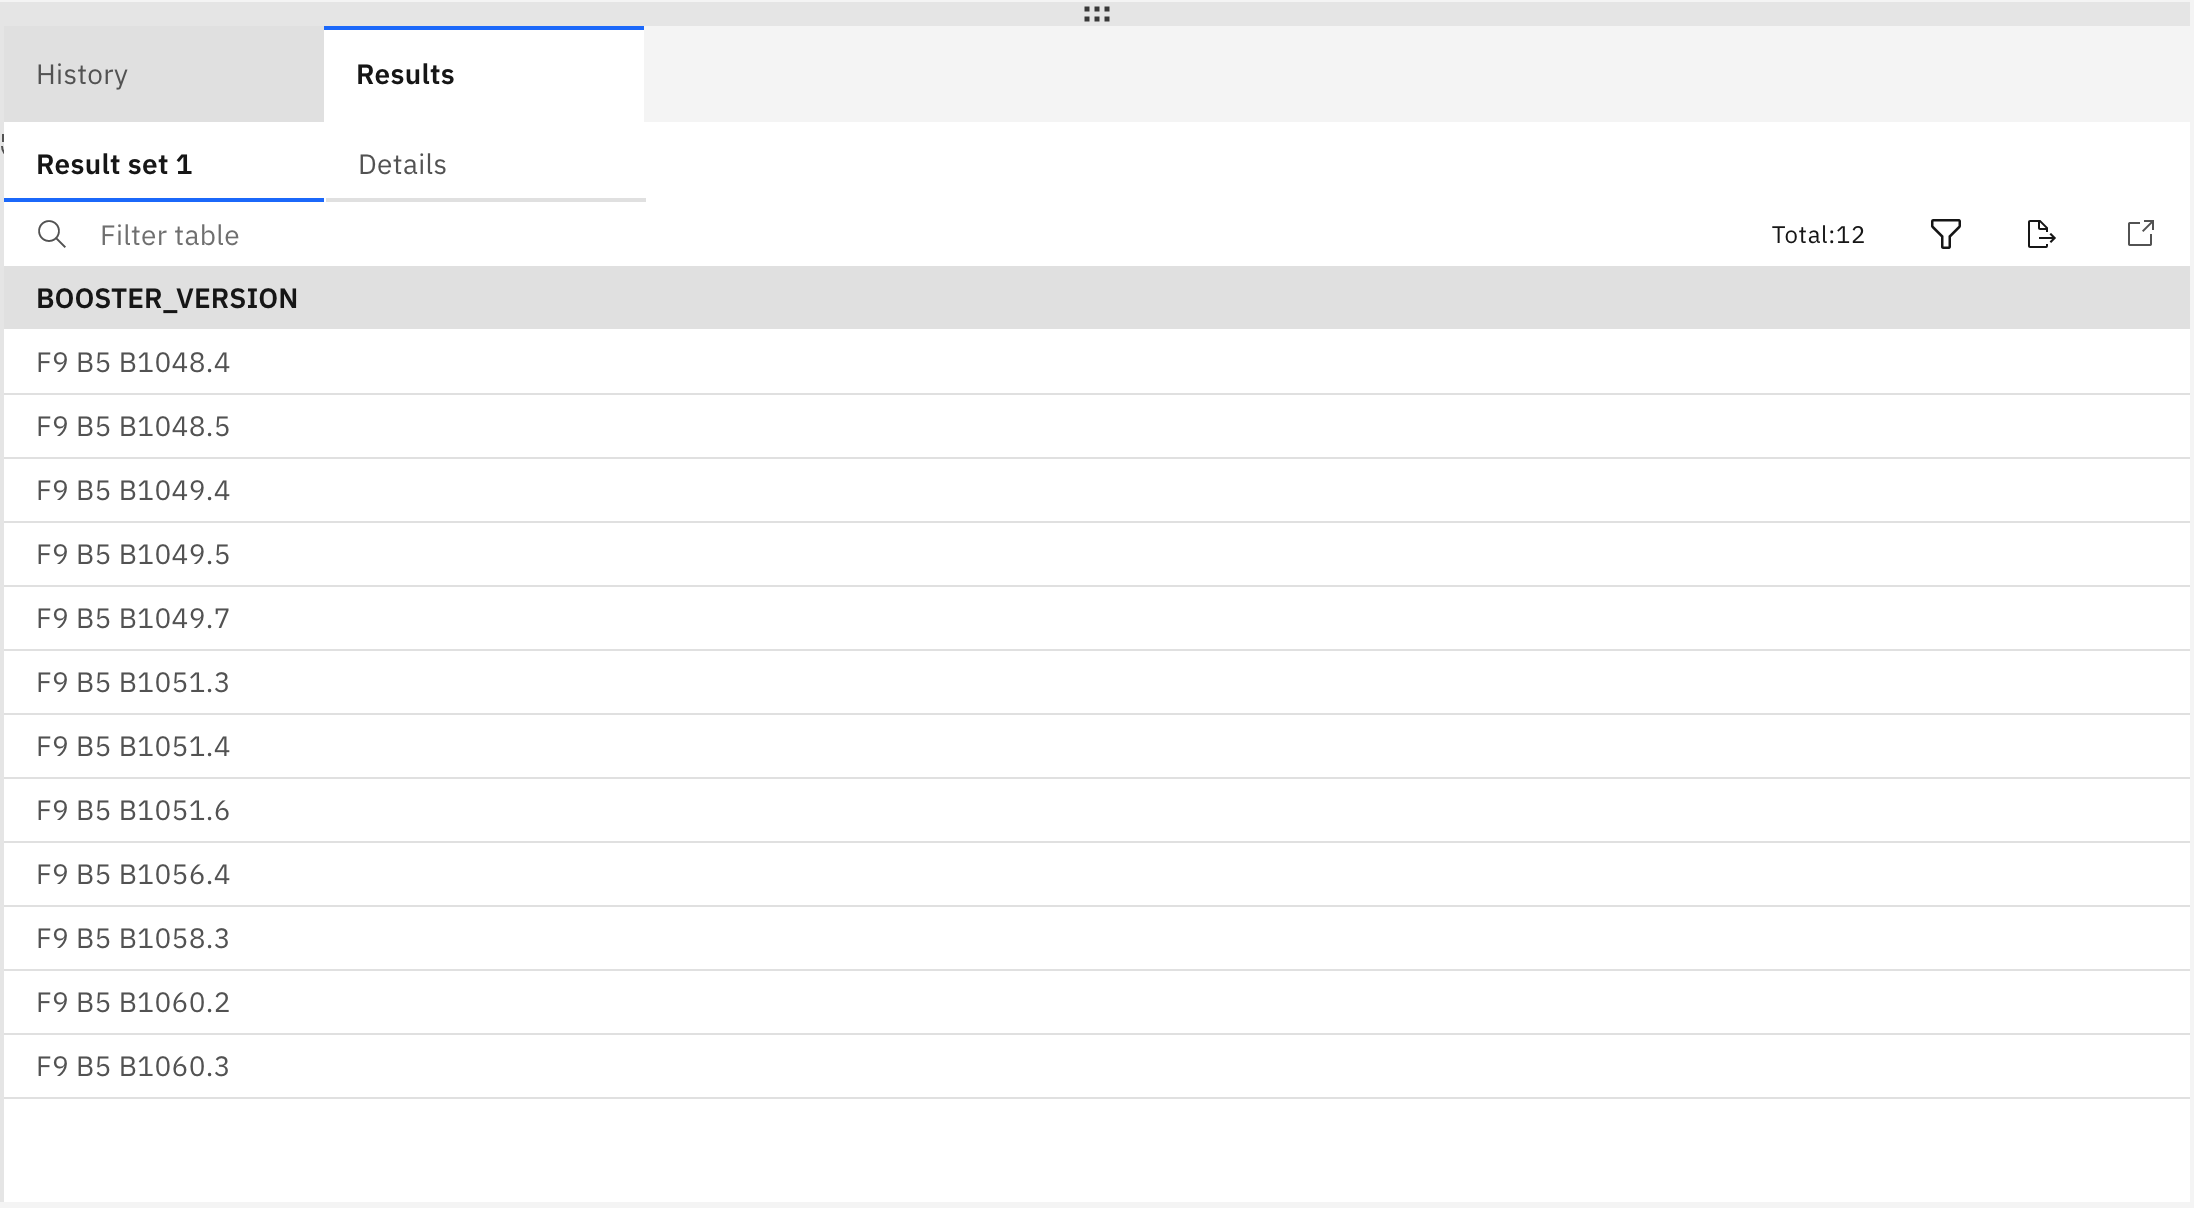 History
Results
Result set 1
Details
Filter table
Total:12
BOOSTER_VERSION
F9 B5 B1048.4
F9 B5 B1048.5
F9 B5 B1049.4
F9 B5 B1049.5
F9 B5 B1049.7
F9 B5 B1051.3
F9 B5 B1051.4
F9 B5 B1051.6
F9 B5 B1056.4
F9 B5 B1058.3
F9 B5 B1060.2
F9 B5 B1060.3